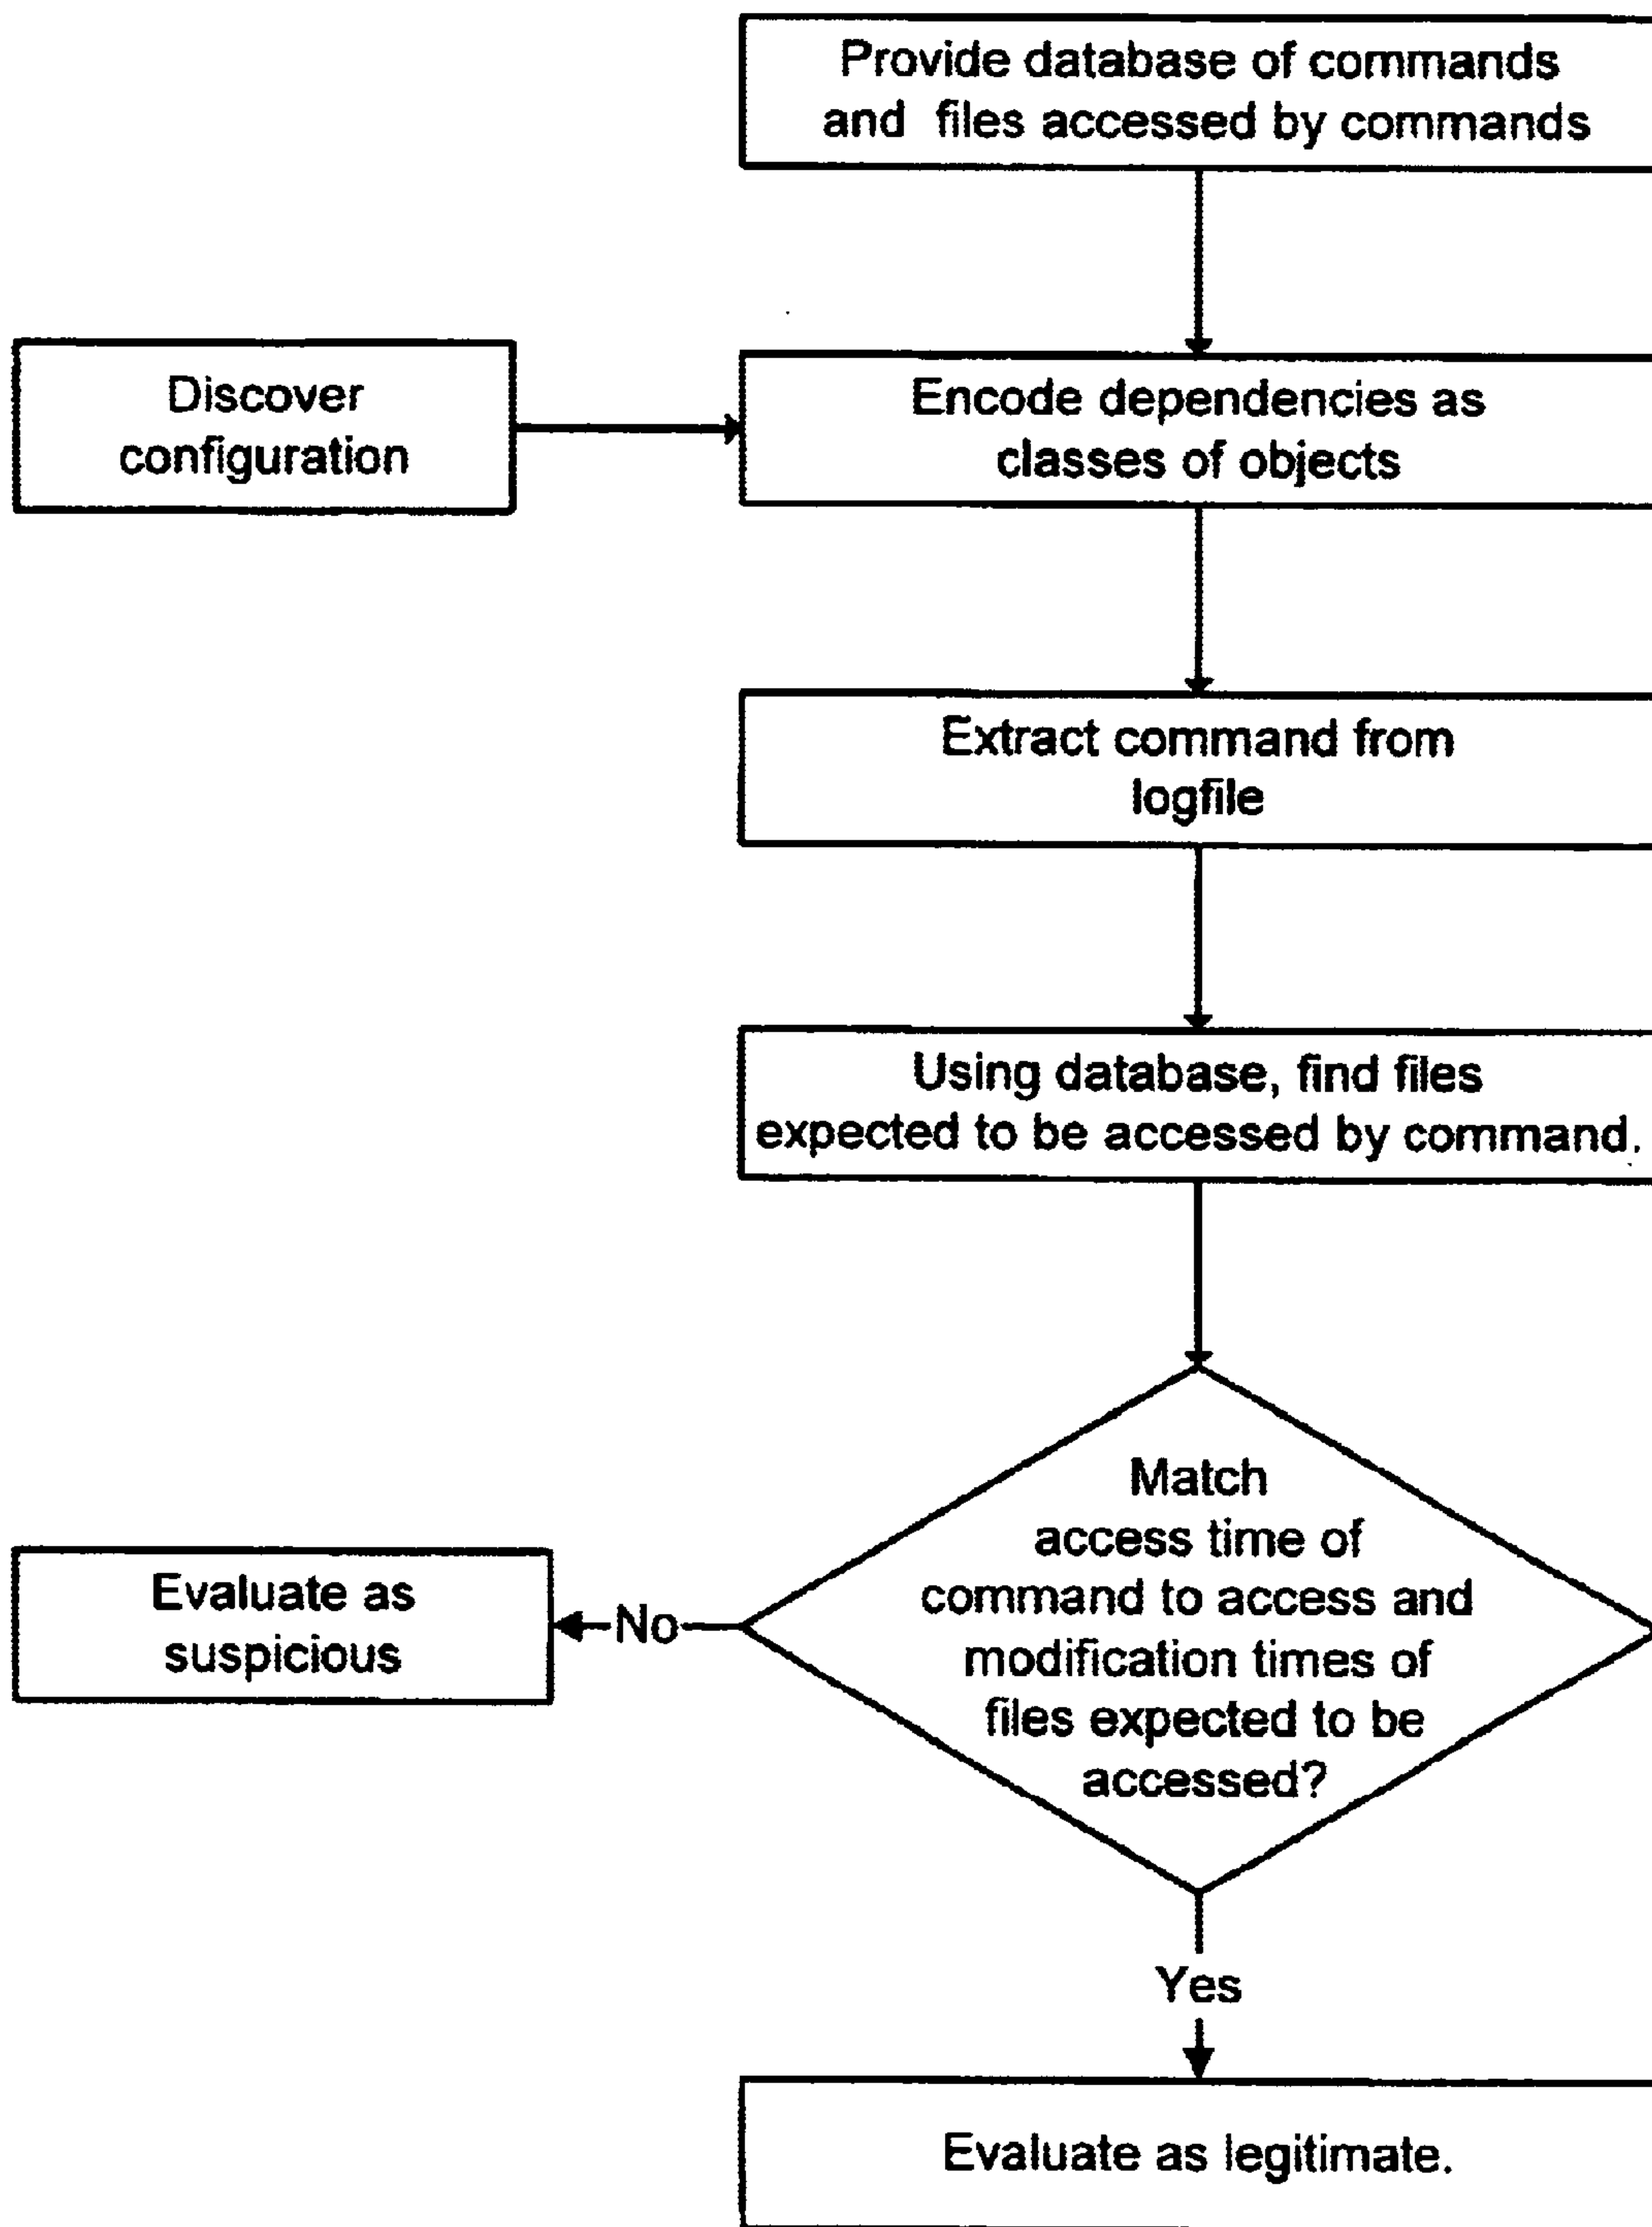 Provide database of commands
and files accessed by commands
Discover
configuration
Encode dependencies as
classes of objects
Extract command from
logfile
Using database, find files
expected to be accessed by command.
Match
access time of
command to access and
modification times of
files expected to be
accessed?
Evaluate as
suspicious
No
Yes
Evaluate as legitimate.